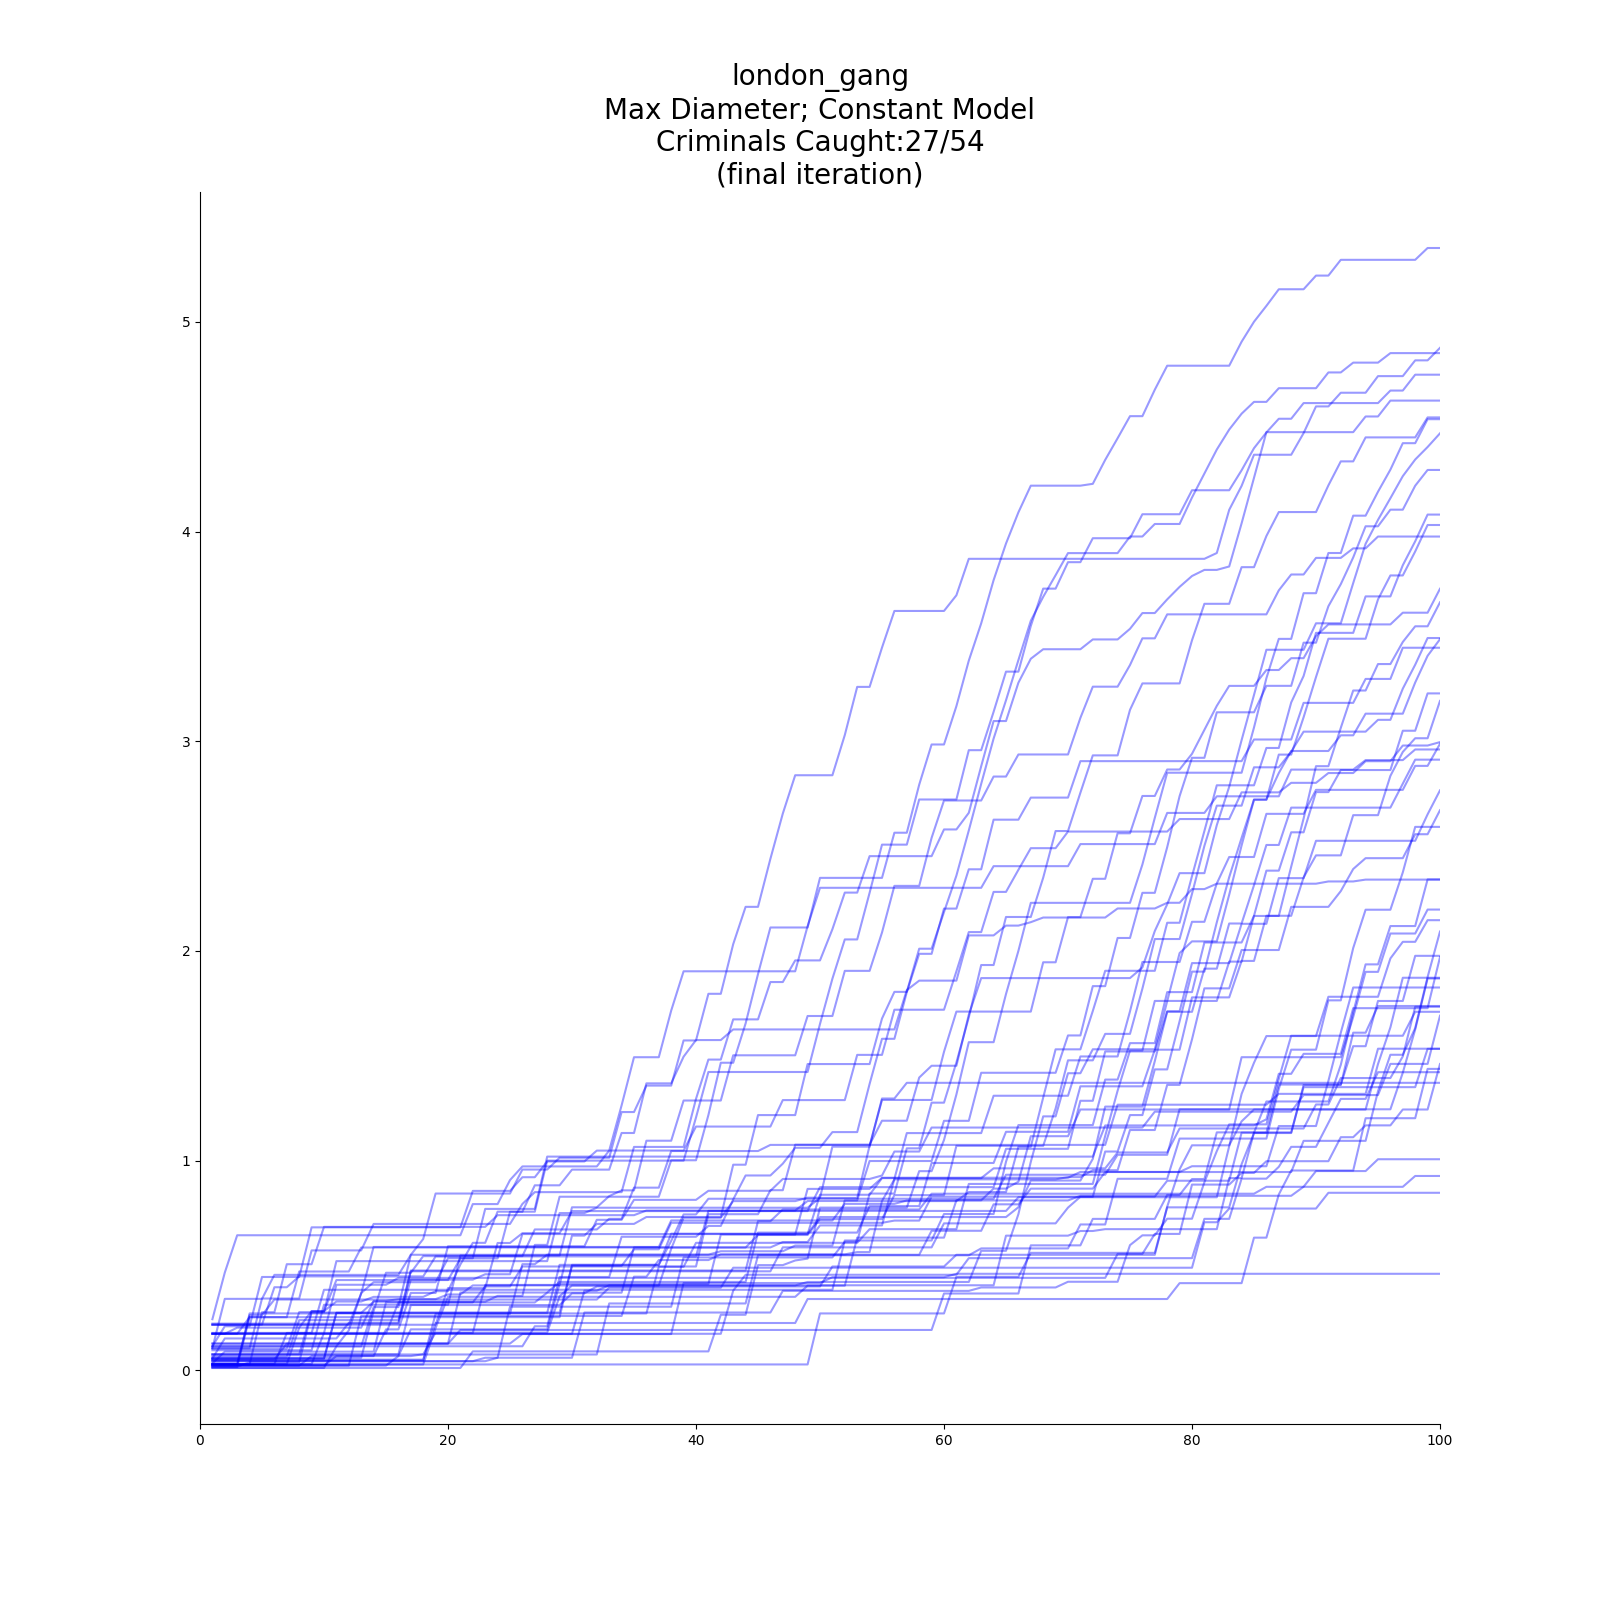 london_gang
Max Diameter; Constant Model
Criminals Caught:27/54
(final iteration)
5
4
3
2
1
0
0 20 40 60 80 100